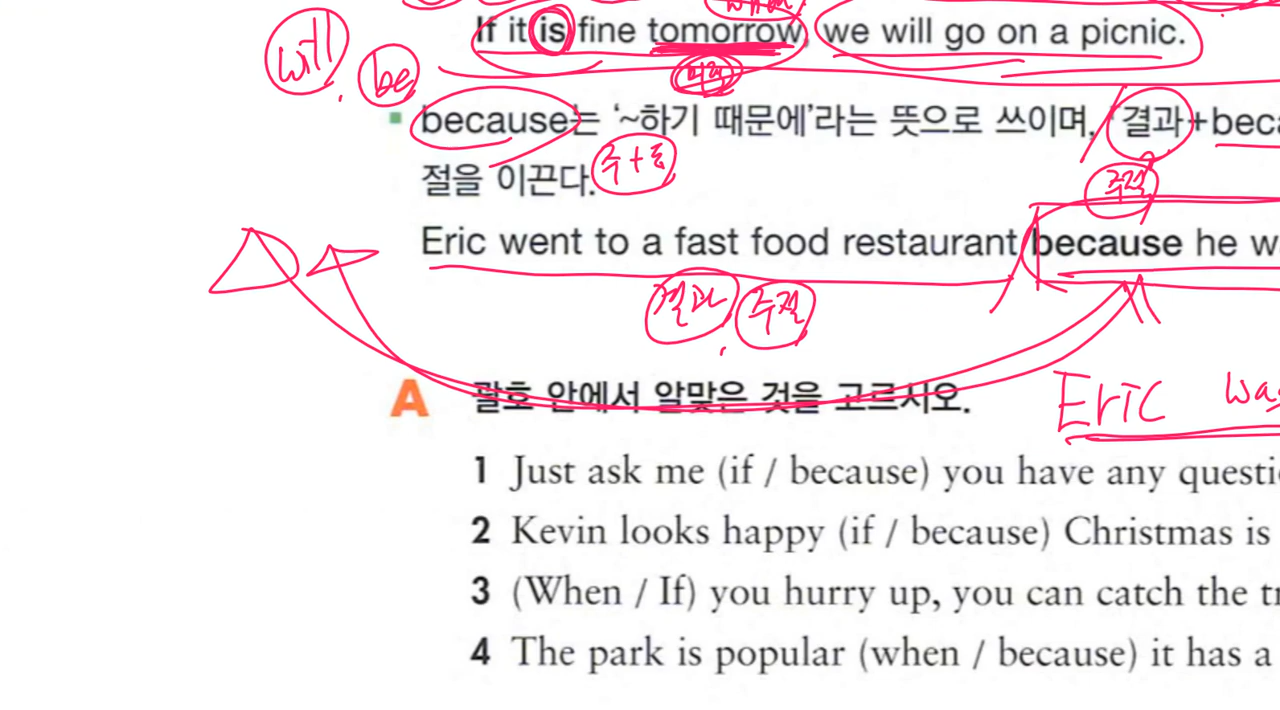 If it is fine tomorrow, we will go on a picnic.
will be
미래
because는 '~하기 때문에'라는 뜻으로 쓰이며, 결과+beca
절을 이끈다.
주+동
주절
Eric went to a fast food restaurant because he w
결과 주절
A 괄호 안에서 알맞은 것을 고르시오.
Eric was
1 Just ask me (if / because) you have any questi
2 Kevin looks happy (if / because) Christmas is
3 (When / If) you hurry up, you can catch the tr
4 The park is popular (when / because) it has a